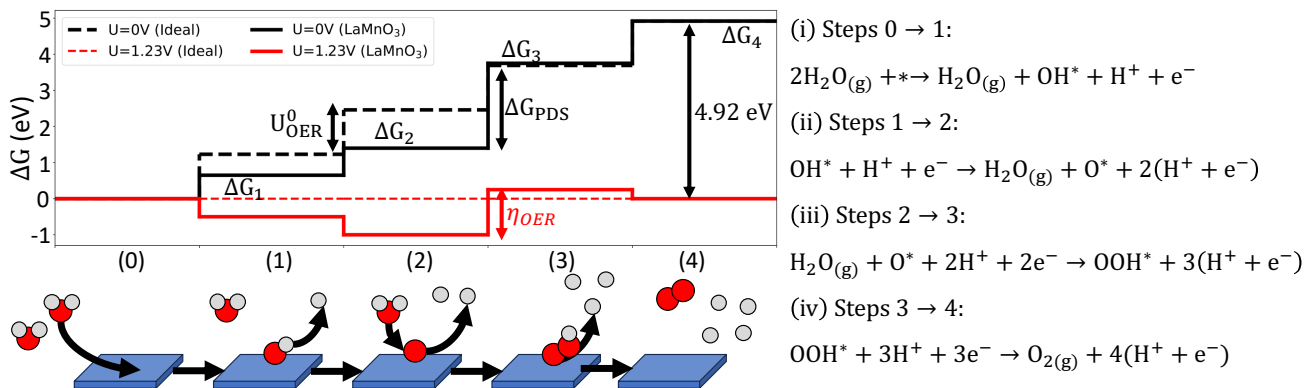 5
4
3
2
1
0
-1
ΔG (eV)
U=0V (Ideal)
U=1.23V (Ideal)
U=0V (LaMnO₃)
U=1.23V (LaMnO₃)
U⁰_OER
ΔG₁
ΔG₂
ΔG₃
ΔG_PDS
ΔG₄
4.92 eV
η_OER
(0) (1) (2) (3) (4)
(i) Steps 0 → 1:
2H₂O₍g₎ +∗→ H₂O₍g₎ + OH* + H⁺ + e⁻
(ii) Steps 1 → 2:
OH* + H⁺ + e⁻ → H₂O₍g₎ + O* + 2(H⁺ + e⁻)
(iii) Steps 2 → 3:
H₂O₍g₎ + O* + 2H⁺ + 2e⁻ → OOH* + 3(H⁺ + e⁻)
(iv) Steps 3 → 4:
OOH* + 3H⁺ + 3e⁻ → O₂₍g₎ + 4(H⁺ + e⁻)